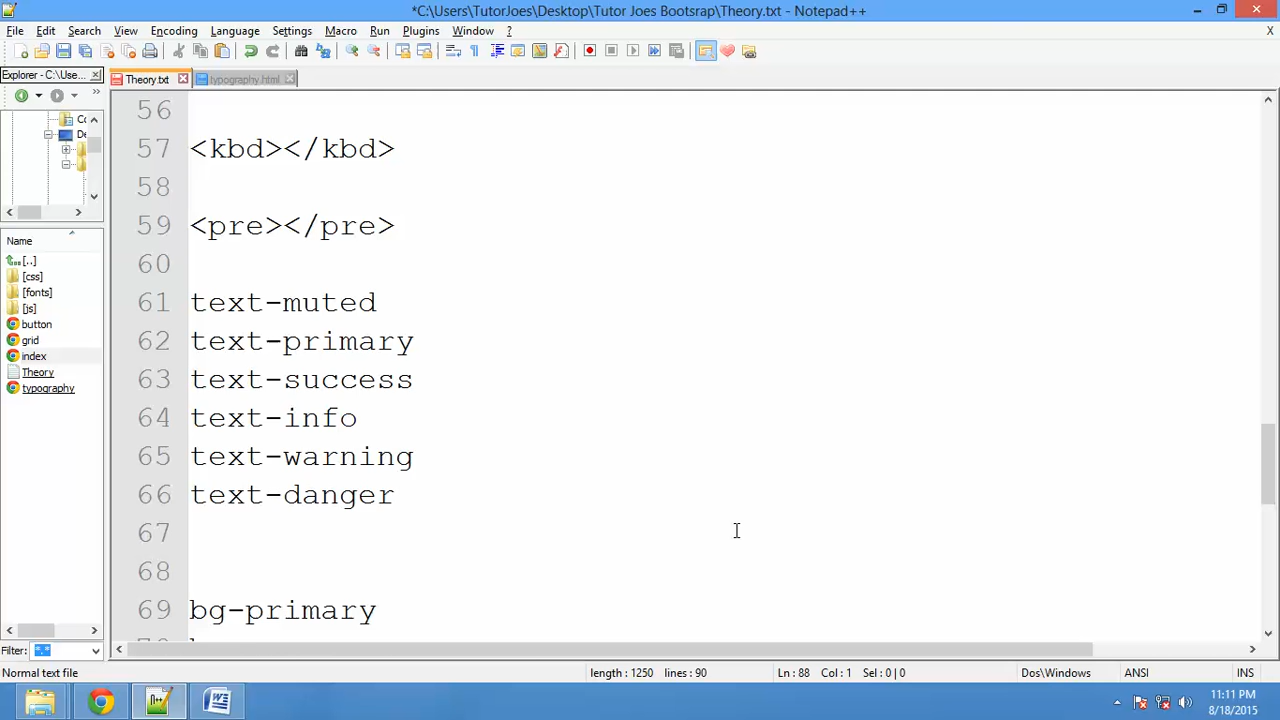 *C:\Users\TutorJoes\Desktop\Tutor Joes Bootsrap\Theory.txt - Notepad++
File Edit Search View Encoding Language Settings Macro Run Plugins Window ? X
Explorer - C:\Use...
Theory.txt
typography.html
56
57 <kbd></kbd>
58
59 <pre></pre>
60
61 text-muted
62 text-primary
63 text-success
64 text-info
65 text-warning
66 text-danger
67
68
69 bg-primary
Name
[..]
[css]
[fonts]
[js]
button
grid
index
Theory
typography
Filter: *.*
Normal text file
length : 1250 lines : 90
Ln : 88 Col : 1 Sel : 0 | 0
Dos\Windows
ANSI
INS
11:11 PM
8/18/2015